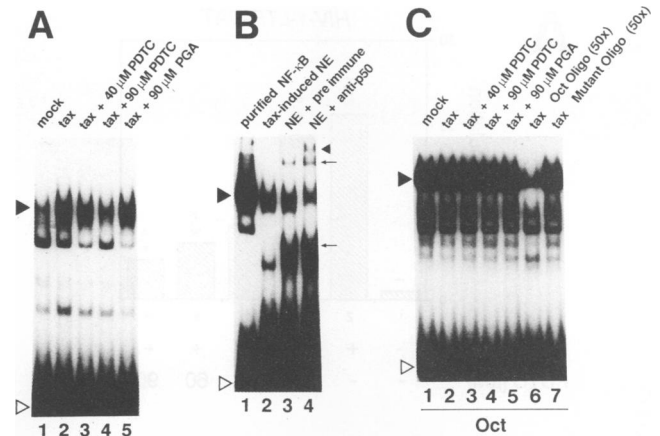 A
mock
tax
tax + 40 μM PDTC
tax + 90 μM PDTC
tax + 90 μM PGA
1 2 3 4 5
B
purified NF-κB
tax-induced NE
NE + pre immune
NE + anti-p50
1 2 3 4
C
mock
tax
tax + 40 μM PDTC
tax + 90 μM PDTC
tax + 90 μM PGA
tax Oct Oligo (50x)
tax Mutant Oligo (50x)
1 2 3 4 5 6 7
Oct